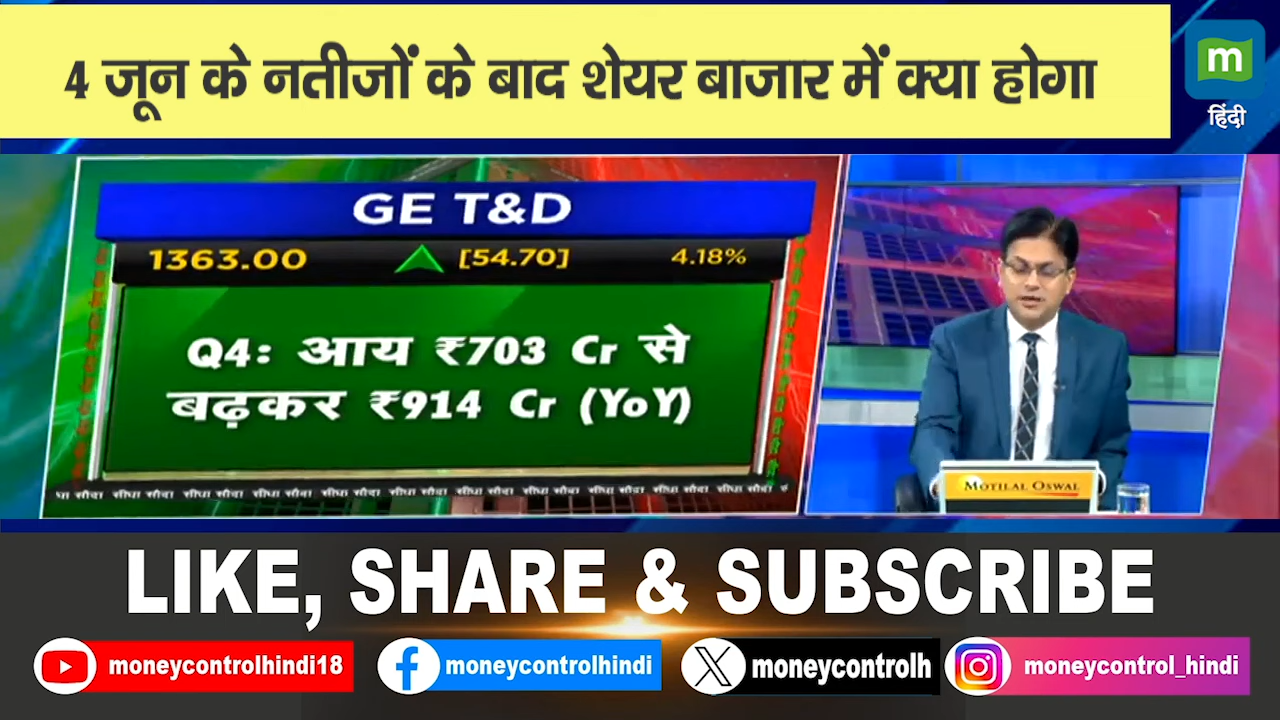 4 जून के नतीजों के बाद शेयर बाजार में क्या होगा
m
हिंदी
GE T&D
1363.00 [54.70] 4.18%
Q4: आय ₹703 Cr से
बढ़कर ₹914 Cr (YoY)
सीधा सौदा सीधा सौदा सीधा सौदा सीधा सौदा सीधा सौदा सीधा सौदा सीधा सौदा सीधा सौदा सीधा सौदा सीधा सौदा
MOTILAL OSWAL
LIKE, SHARE & SUBSCRIBE
moneycontrolhindi18 moneycontrolhindi moneycontrolh moneycontrol_hindi